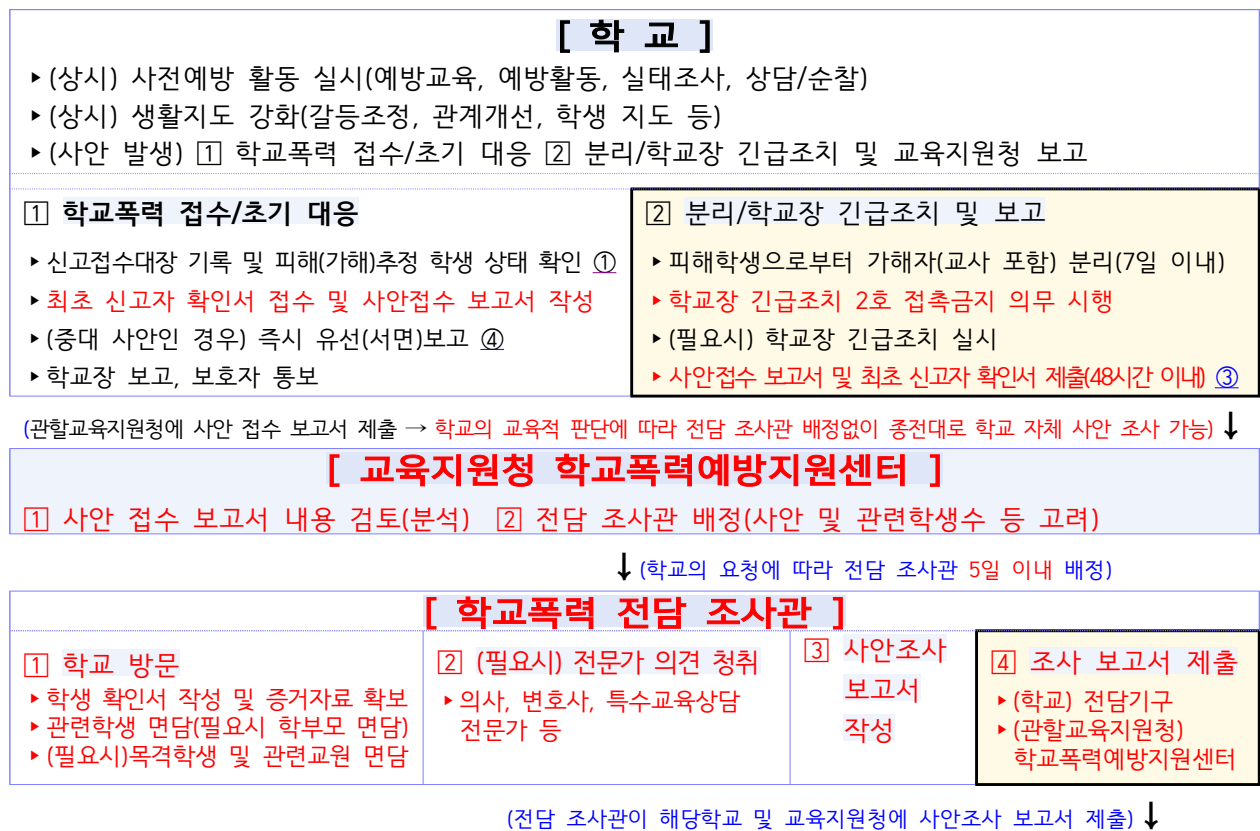 [ 학 교 ]
▸(상시) 사전예방 활동 실시(예방교육, 예방활동, 실태조사, 상담/순찰)
▸(상시) 생활지도 강화(갈등조정, 관계개선, 학생 지도 등)
▸(사안 발생) 1 학교폭력 접수/초기 대응 2 분리/학교장 긴급조치 및 교육지원청 보고
1 학교폭력 접수/초기 대응
▸신고접수대장 기록 및 피해(가해)추정 학생 상태 확인 ①
▸최초 신고자 확인서 접수 및 사안접수 보고서 작성
▸(중대 사안인 경우) 즉시 유선(서면)보고 ④
▸학교장 보고, 보호자 통보
2 분리/학교장 긴급조치 및 보고
▸피해학생으로부터 가해자(교사 포함) 분리(7일 이내)
▸학교장 긴급조치 2호 접촉금지 의무 시행
▸(필요시) 학교장 긴급조치 실시
▸사안접수 보고서 및 최초 신고자 확인서 제출(48시간 이내) ③
(관할교육지원청에 사안 접수 보고서 제출 → 학교의 교육적 판단에 따라 전담 조사관 배정없이 종전대로 학교 자체 사안 조사 가능) ↓
[ 교육지원청 학교폭력예방지원센터 ]
1 사안 접수 보고서 내용 검토(분석) 2 전담 조사관 배정(사안 및 관련학생수 등 고려)
↓ (학교의 요청에 따라 전담 조사관 5일 이내 배정)
[ 학교폭력 전담 조사관 ]
1 학교 방문
▸학생 확인서 작성 및 증거자료 확보
▸관련학생 면담(필요시 학부모 면담)
▸(필요시)목격학생 및 관련교원 면담
2 (필요시) 전문가 의견 청취
▸의사, 변호사, 특수교육상담
전문가 등
3 사안조사
보고서
작성
4 조사 보고서 제출
▸(학교) 전담기구
▸(관할교육지원청)
학교폭력예방지원센터
(전담 조사관이 해당학교 및 교육지원청에 사안조사 보고서 제출) ↓